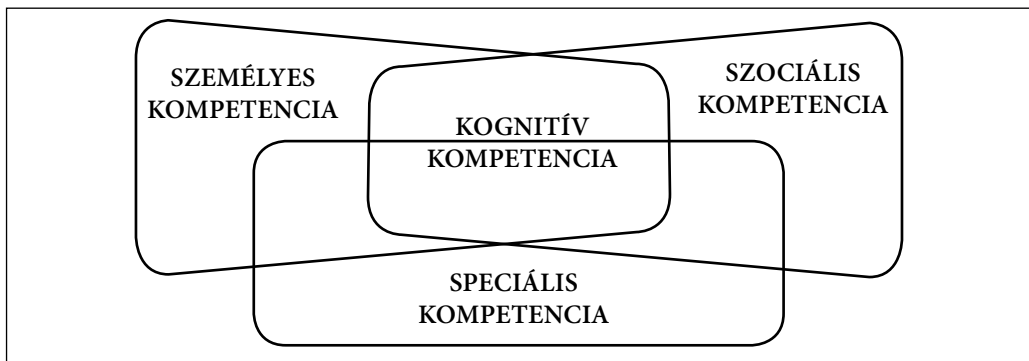 SZEMÉLYES
KOMPETENCIA
SZOCIÁLIS
KOMPETENCIA
KOGNITÍV
KOMPETENCIA
SPECIÁLIS
KOMPETENCIA